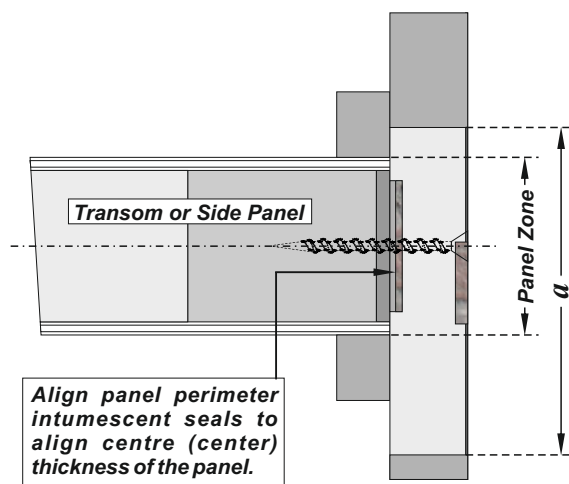 Transom or Side Panel
Panel Zone
a
Align panel perimeter
intumescent seals to
align centre (center)
thickness of the panel.